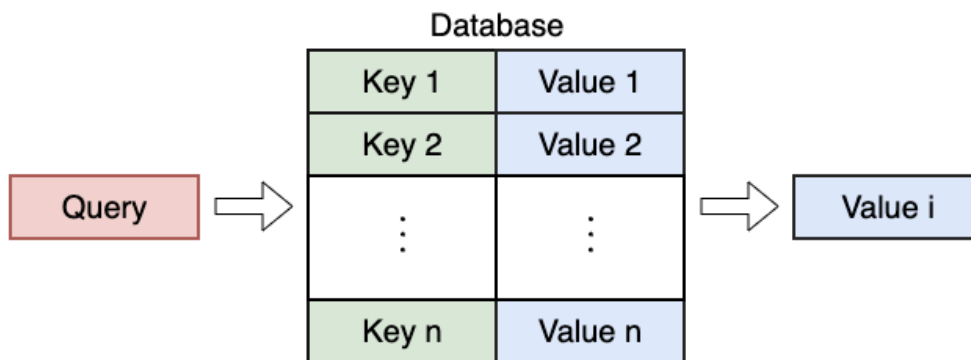 Database
Key 1 Value 1
Key 2 Value 2
Query
⋮ ⋮
Value i
Key n Value n